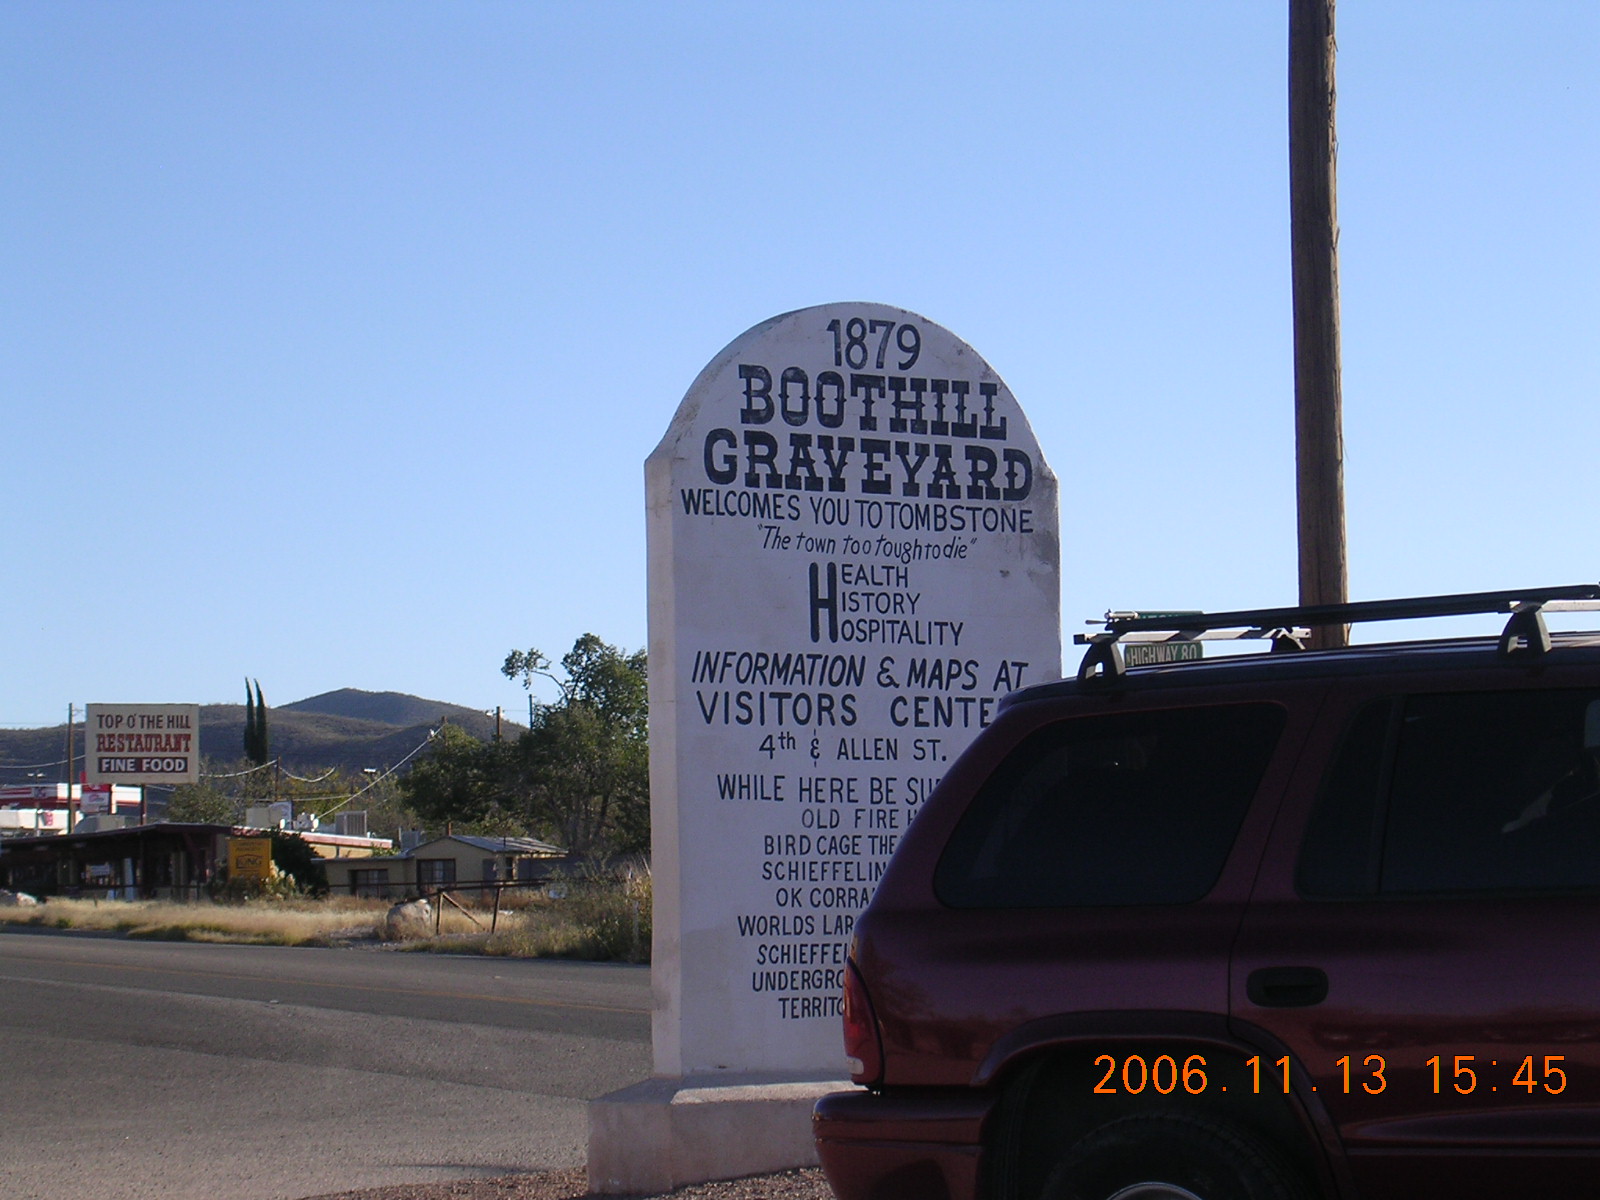 1879
BOOTHILL
GRAVEYARD
WELCOMES YOU TO TOMBSTONE
"The town too tough to die"
HEALTH
HISTORY
HOSPITALITY
INFORMATION & MAPS AT
VISITORS CENTE
4th & ALLEN ST.
WHILE HERE BE SU
OLD FIRE H
BIRD CAGE THE
SCHIEFFELIN
OK CORRA
WORLDS LAR
SCHIEFFEL
UNDERGRO
TERRITO
TOP O' THE HILL
RESTAURANT
FINE FOOD
N HIGHWAY 80
2006.11.13 15:45